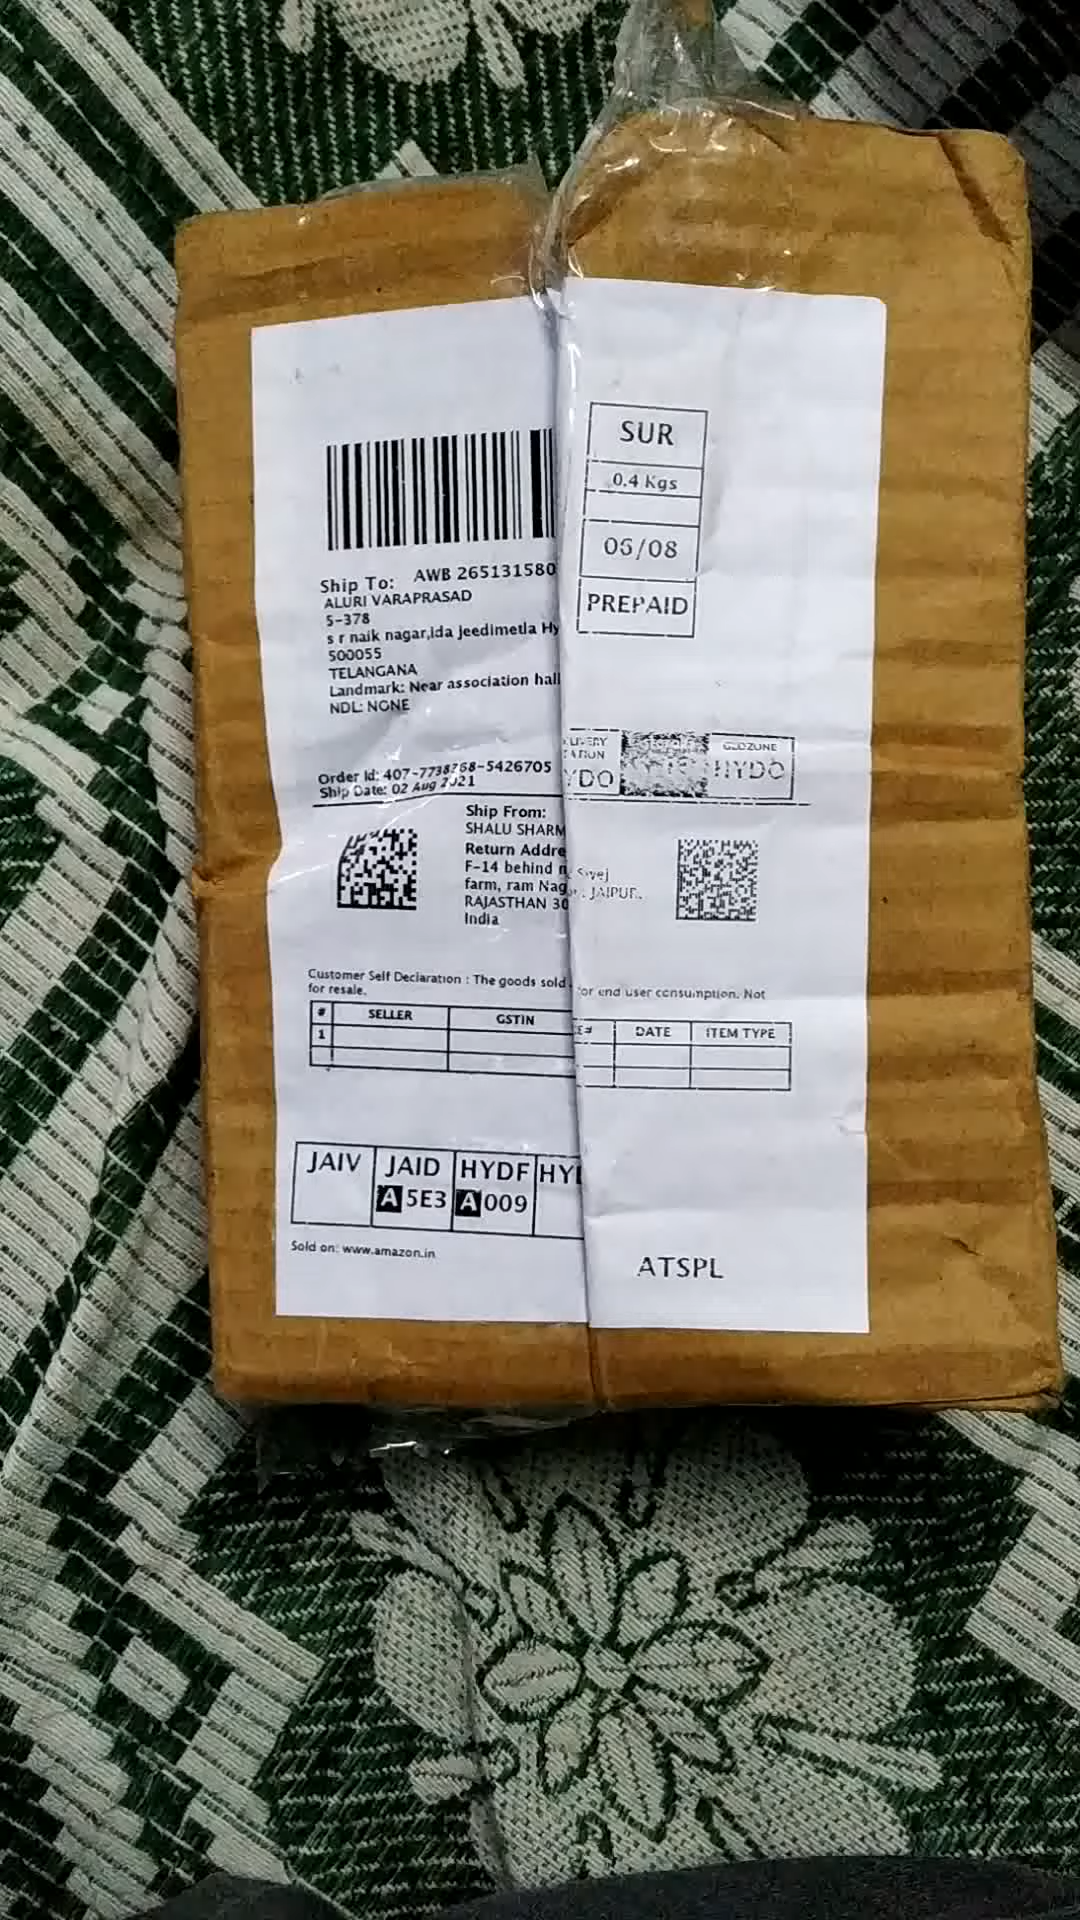 SUR
0.4 Kgs
05/08
PREPAID
Ship To: AWB 265131580
ALURI VARAPRASAD
5-378
s r naik nagar,ida jeedimetla Hy
500055
TELANGANA
Landmark: Near association hall
NDL: NONE
HYDO
Order Id: 407-7738368-5426705
Ship Date: 02 Aug 2021
Ship From:
SHALU SHARM
Return Addre
F-14 behind
farm, ram Nag JAIPUR,
RAJASTHAN 30
India
Customer Self Declaration : The goods sold for end user consumption. Not
for resale.
# SELLER GSTIN E# DATE ITEM TYPE
1
JAIV JAID HYDF HY
A 5E3 A 009
Sold on: www.amazon.in
ATSPL